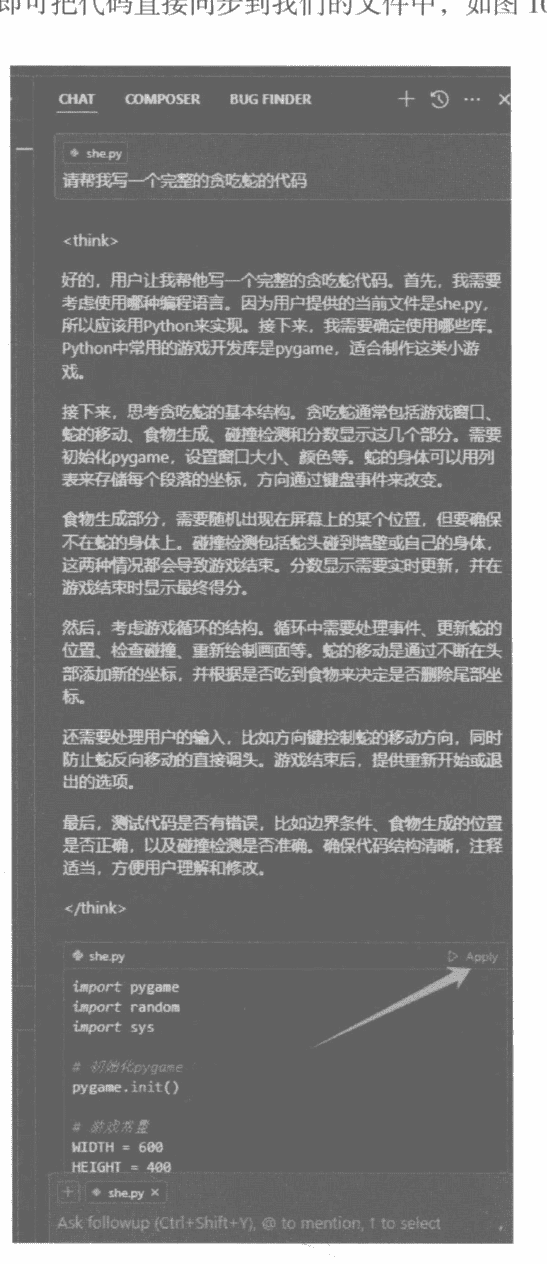 即可把代码直接同步到我们的文件中，如图 16
CHAT COMPOSER BUG FINDER
she.py
请帮我写一个完整的贪吃蛇的代码
<think>
好的，用户让我帮他写一个完整的贪吃蛇代码。首先，我需要
考虑使用哪种编程语言。因为用户提供的当前文件是she.py，
所以应该用Python来实现。接下来，我需要确定使用哪些库。
Python中常用的游戏开发库是pygame，适合制作这类小游
戏。
接下来，思考贪吃蛇的基本结构。贪吃蛇通常包括游戏窗口、
蛇的移动、食物生成、碰撞检测和分数显示这几个部分。需要
初始化pygame，设置窗口大小、颜色等。蛇的身体可以用列
表来存储每个段落的坐标，方向通过键盘事件来改变。
食物生成部分，需要随机出现在屏幕上的某个位置，但要确保
不在蛇的身体上。碰撞检测包括蛇头碰到墙壁或自己的身体，
这两种情况都会导致游戏结束。分数显示需要实时更新，并在
游戏结束时显示最终得分。
然后，考虑游戏循环的结构。循环中需要处理事件、更新蛇的
位置、检查碰撞、重新绘制画面等。蛇的移动是通过不断在头
部添加新的坐标，并根据是否吃到食物来决定是否删除尾部坐
标。
还需要处理用户的输入，比如方向键控制蛇的移动方向，同时
防止蛇反向移动的直接调头。游戏结束后，提供重新开始或退
出的选项。
最后，测试代码是否有错误，比如边界条件、食物生成的位置
是否正确，以及碰撞检测是否准确。确保代码结构清晰，注释
适当，方便用户理解和修改。
</think>
she.py Apply
import pygame
import random
import sys
# 初始化pygame
pygame.init()
# 游戏常量
WIDTH = 600
HEIGHT = 400
she.py
Ask followup (Ctrl+Shift+Y), @ to mention, ↑ to select